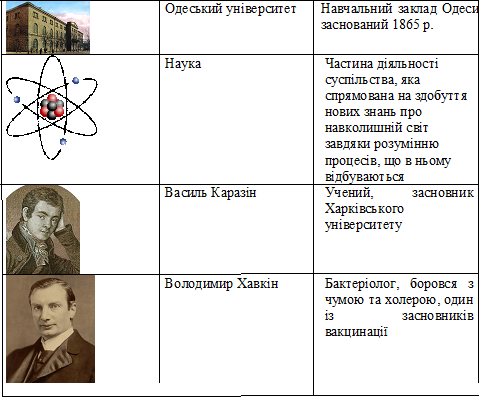 Одеський університет
Навчальний заклад Одеси
заснований 1865 р.
Наука
Частина діяльності
суспільства, яка
спрямована на здобуття
нових знань про
навколишній світ
завдяки розумінню
процесів, що в ньому
відбуваються
Василь Каразін
Учений, засновник
Харківського
університету
Володимир Хавкін
Бактеріолог, боровся з
чумою та холерою, один
із засновників
вакцинації